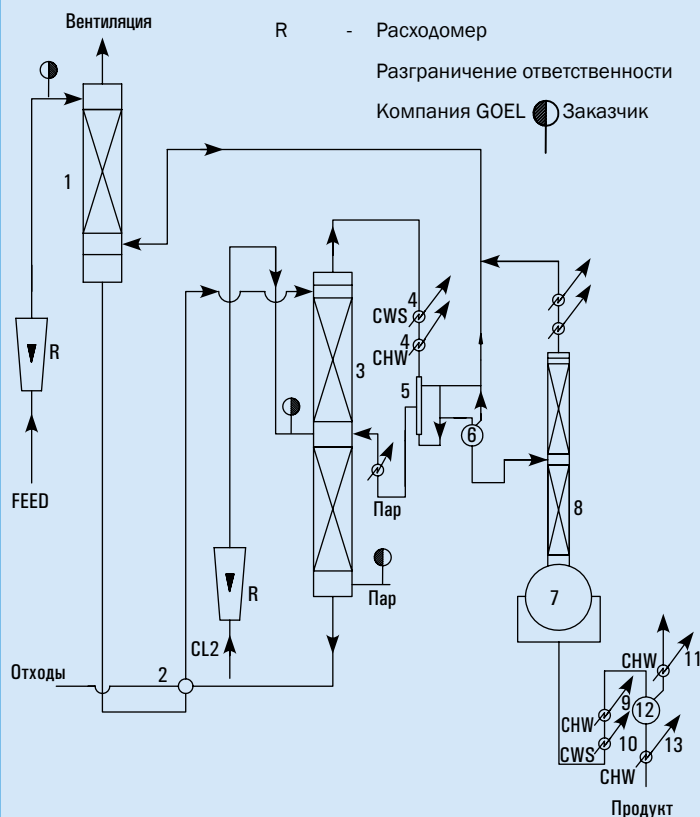 Вентиляция
R - Расходомер
Разграничение ответственности
Компания GOEL Заказчик
1
R
FEED
4
CWS
4
CHW
3
5
6
Пар
8
R
Пар
7
CL2
Отходы
2
CHW
11
9
12
CHW
10
13
CWS
CHW
Продукт